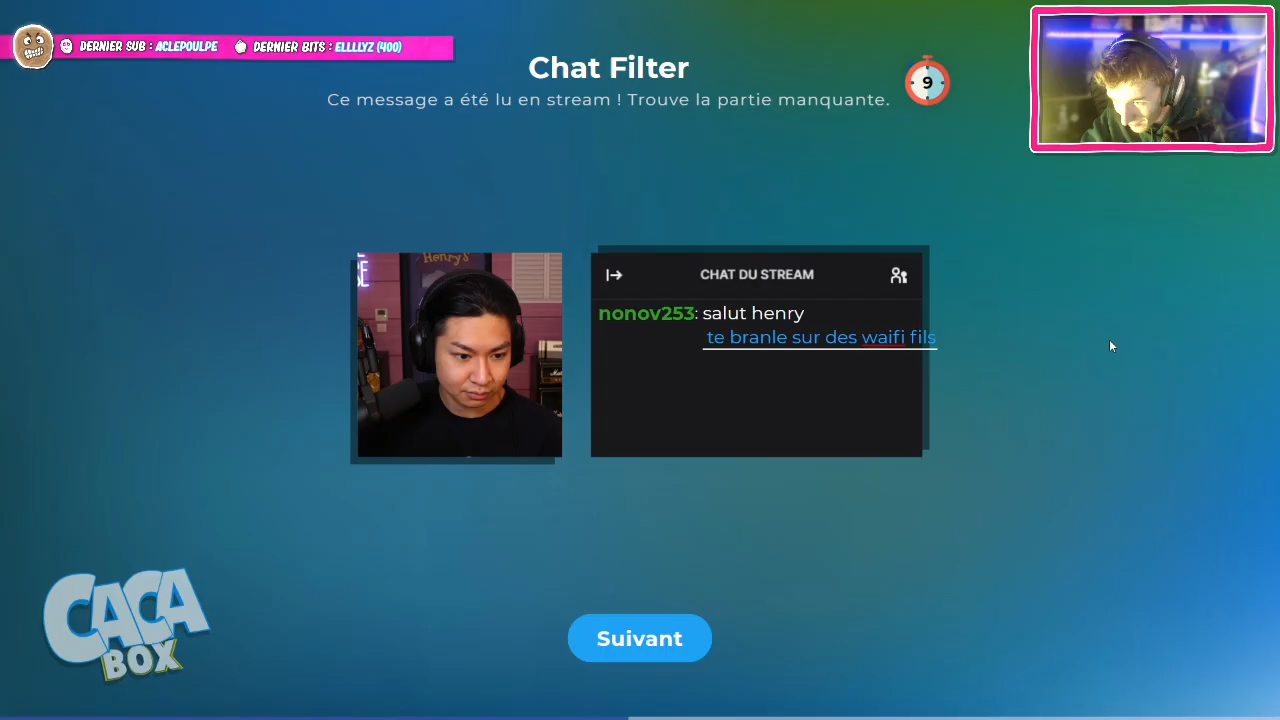 DERNIER SUB : ACLEPOULPE DERNIER BITS : ELLLLYZ (400)
Chat Filter
9
Ce message a été lu en stream ! Trouve la partie manquante.
Henry's
CHAT DU STREAM
nonov253: salut henry
te branle sur des waifi fils
CACA
BOX
Suivant